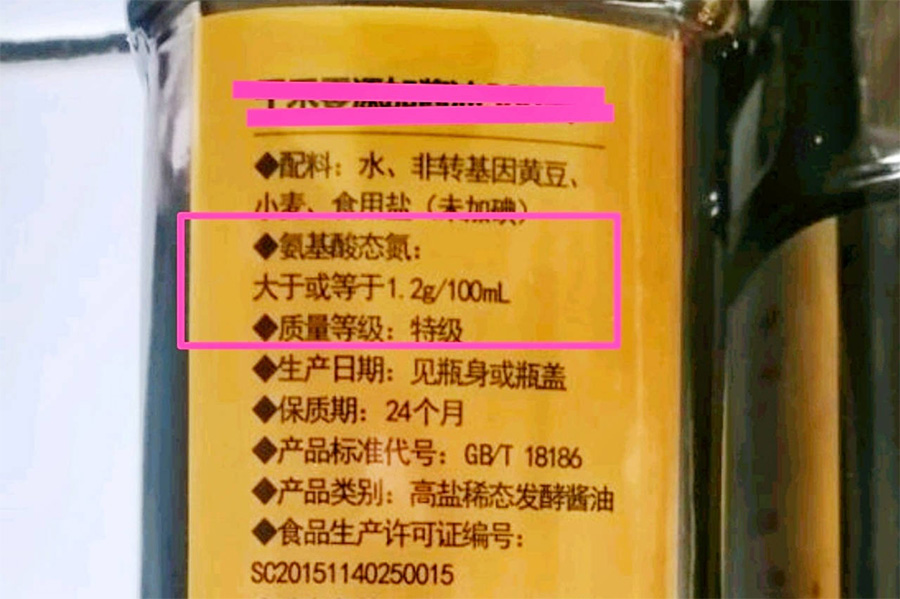 ◆配料：水、非转基因黄豆、
小麦、食用盐（未加碘）
◆氨基酸态氮：
大于或等于1.2g/100mL
◆质量等级：特级
◆生产日期：见瓶身或瓶盖
◆保质期：24个月
◆产品标准代号：GB/T 18186
◆产品类别：高盐稀态发酵酱油
◆食品生产许可证编号：
SC20151140250015